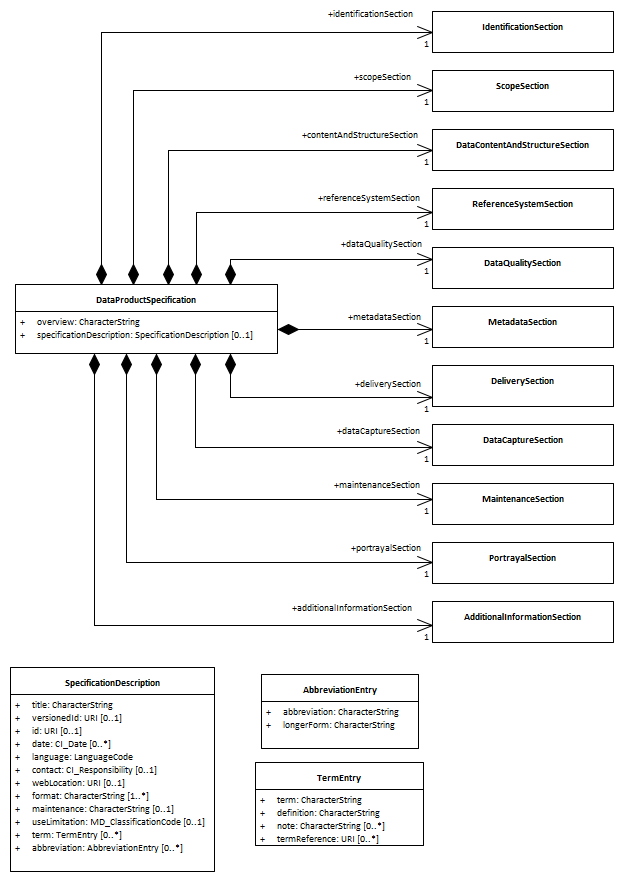 +identificationSection
1
IdentificationSection
+scopeSection
1
ScopeSection
+contentAndStructureSection
1
DataContentAndStructureSection
+referenceSystemSection
1
ReferenceSystemSection
+dataQualitySection
1
DataQualitySection
DataProductSpecification
+ overview: CharacterString
+ specificationDescription: SpecificationDescription [0..1]
+metadataSection
1
MetadataSection
+deliverySection
1
DeliverySection
+dataCaptureSection
1
DataCaptureSection
+maintenanceSection
1
MaintenanceSection
+portrayalSection
1
PortrayalSection
+additionalInformationSection
1
AdditionalInformationSection
SpecificationDescription
+ title: CharacterString
+ versionedId: URI [0..1]
+ id: URI [0..1]
+ date: CI_Date [0..*]
+ language: LanguageCode
+ contact: CI_Responsibility [0..1]
+ webLocation: URI [0..1]
+ format: CharacterString [1..*]
+ maintenance: CharacterString [0..1]
+ useLimitation: MD_ClassificationCode [0..1]
+ term: TermEntry [0..*]
+ abbreviation: AbbreviationEntry [0..*]
AbbreviationEntry
+ abbreviation: CharacterString
+ longerForm: CharacterString
TermEntry
+ term: CharacterString
+ definition: CharacterString
+ note: CharacterString [0..*]
+ termReference: URI [0..*]